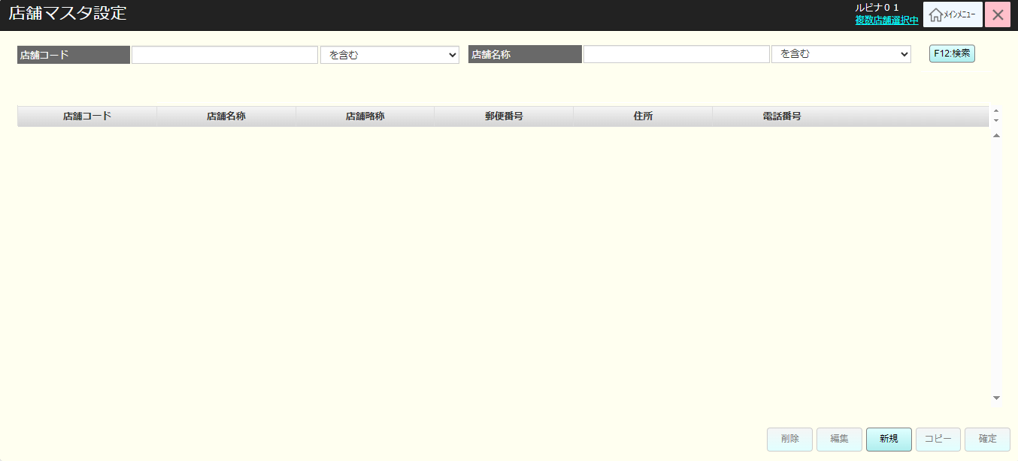 店舗マスタ設定
ルビナ０１
複数店舗選択中
ﾒｲﾝﾒﾆｭｰ
店舗コード
を含む
店舗名称
を含む
F12:検索
店舗コード 店舗名称 店舗略称 郵便番号 住所 電話番号
削除 編集 新規 コピー 確定